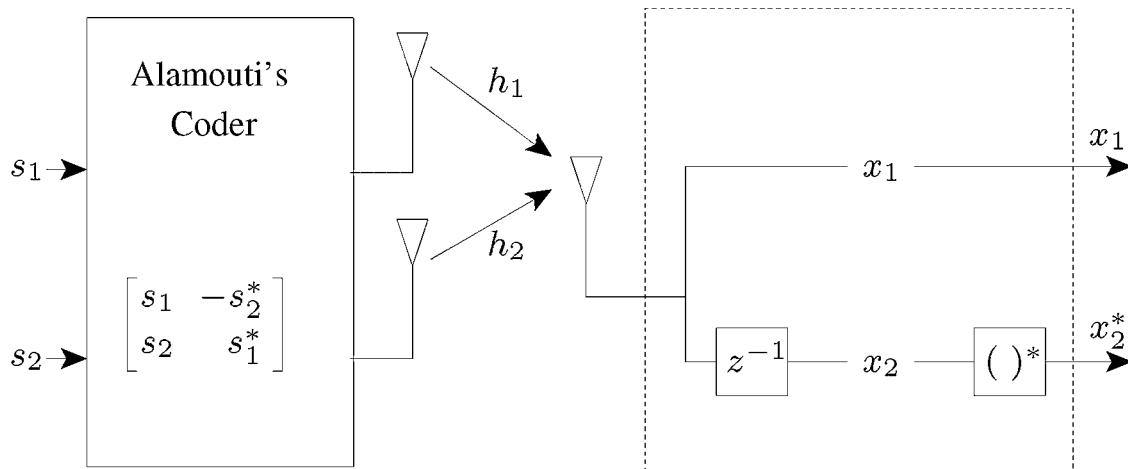 Alamouti's
Coder
s₁
s₂
[s₁ −s₂*
s₂ s₁*]
h₁
h₂
x₁
x₁
z⁻¹
x₂
( )*
x₂*